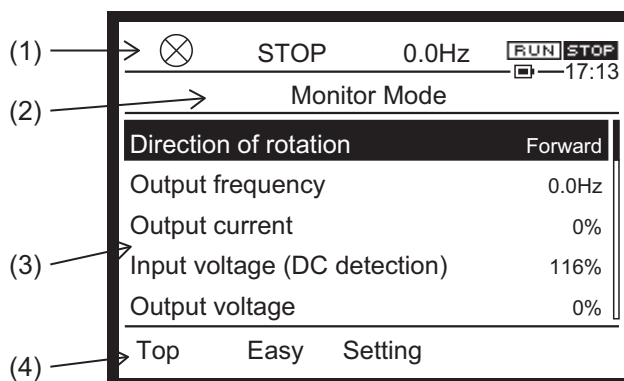 (1) STOP 0.0Hz RUN STOP
17:13
(2) Monitor Mode
Direction of rotation Forward
Output frequency 0.0Hz
Output current 0%
(3) Input voltage (DC detection) 116%
Output voltage 0%
(4) Top Easy Setting